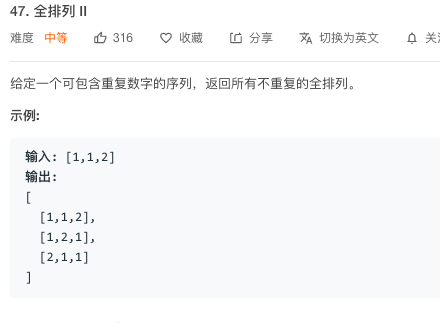 47. 全排列 II
难度 中等 316 收藏 分享 切换为英文 关
给定一个可包含重复数字的序列，返回所有不重复的全排列。
示例:
输入: [1,1,2]
输出:
[
  [1,1,2],
  [1,2,1],
  [2,1,1]
]